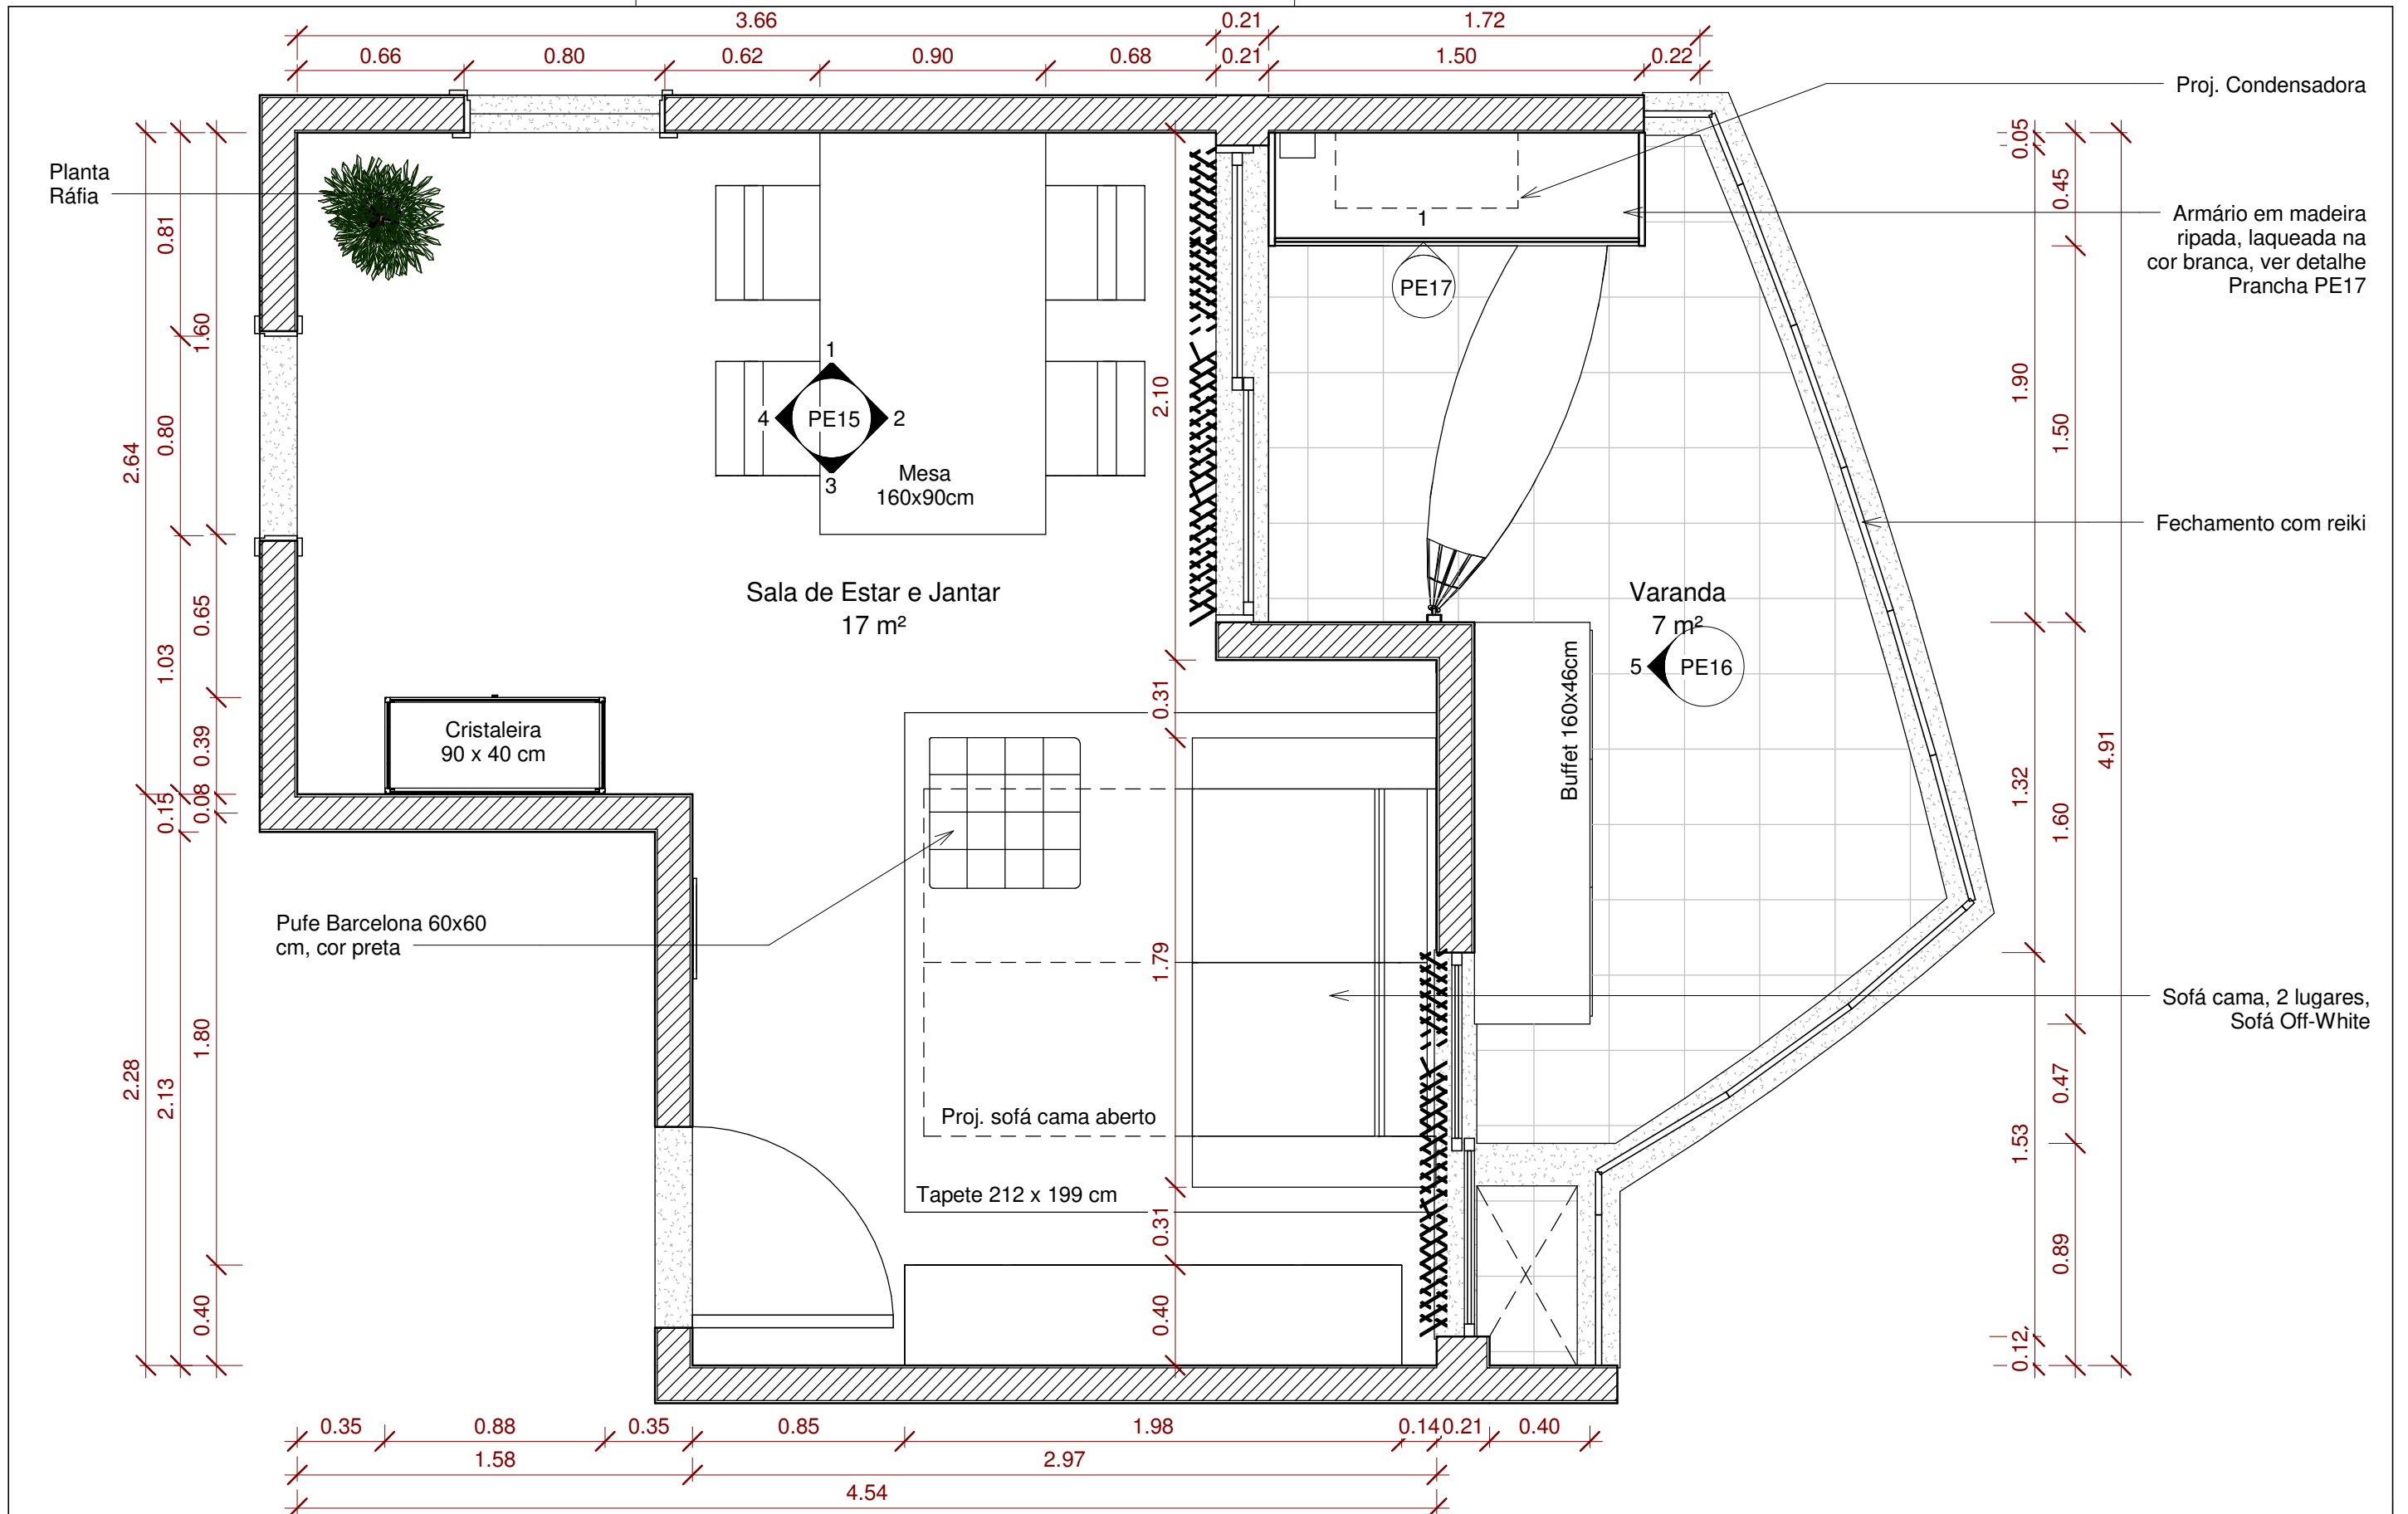 3.66
0.21
1.72
0.66
0.80
0.62
0.90
0.68
0.21
1.50
0.22
Proj. Condensadora
Planta
Ráfia
Armário em madeira
ripada, laqueada na
cor branca, ver detalhe
Prancha PE17
1
PE17
1
4
PE15
2
3
Mesa
160x90cm
Fechamento com reiki
Sala de Estar e Jantar
17 m²
Varanda
7 m²
5
PE16
Buffet 160x46cm
Cristaleira
90 x 40 cm
Pufe Barcelona 60x60
cm, cor preta
Sofá cama, 2 lugares,
Sofá Off-White
Proj. sofá cama aberto
Tapete 212 x 199 cm
2.64
2.28
0.81
0.80
1.03
0.15
2.13
1.60
0.65
0.39
0.08
1.80
0.40
2.10
0.31
1.79
0.31
0.40
0.05
1.90
1.32
1.53
0.12
0.45
1.50
1.60
0.47
0.89
4.91
0.35
0.88
0.35
0.85
1.98
0.14
0.21
0.40
1.58
2.97
4.54